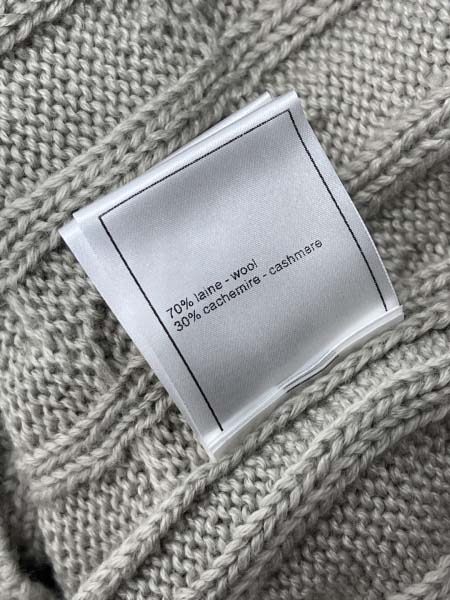 70% laine - wool
30% cachemire - cashmere